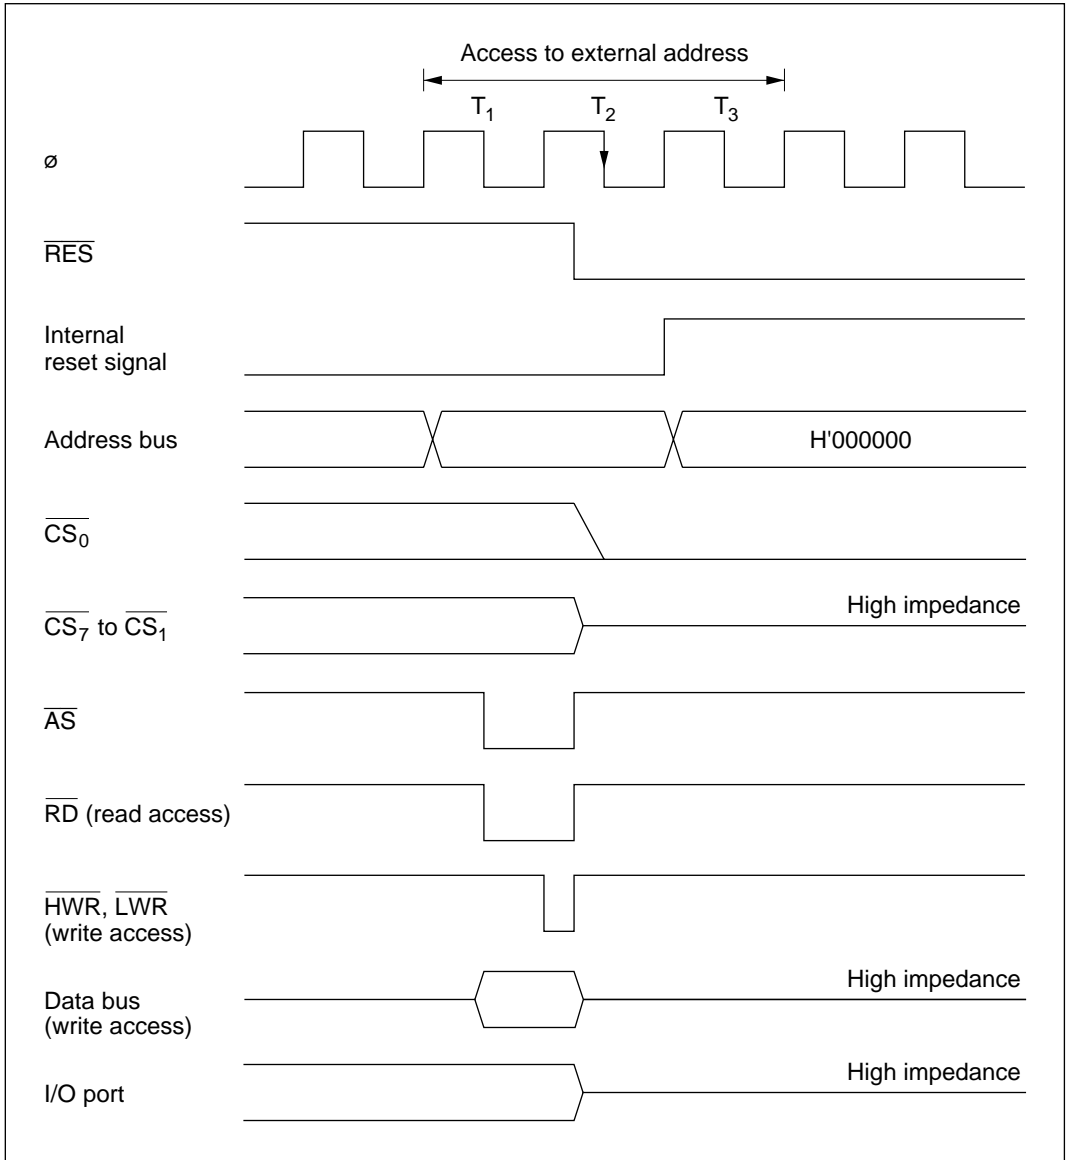 Access to external address
T1 T2 T3
ø
RES
Internal
reset signal
Address bus
H'000000
CS0
CS7 to CS1
High impedance
AS
RD (read access)
HWR, LWR
(write access)
High impedance
Data bus
(write access)
High impedance
I/O port